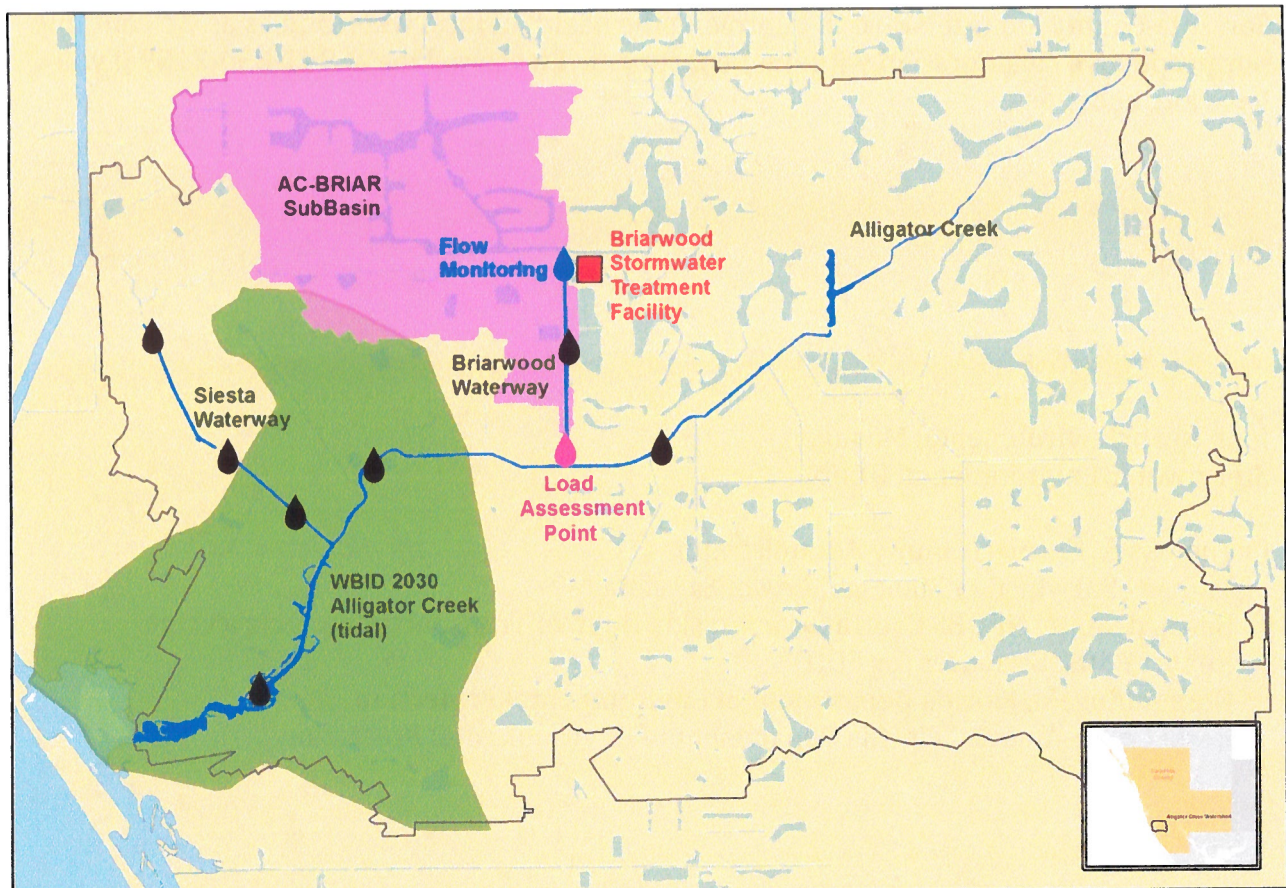 AC-BRIAR
SubBasin
Flow
Monitoring
Briarwood
Stormwater
Treatment
Facility
Alligator Creek
Siesta
Waterway
Briarwood
Waterway
Load
Assessment
Point
WBID 2030
Alligator Creek
(tidal)